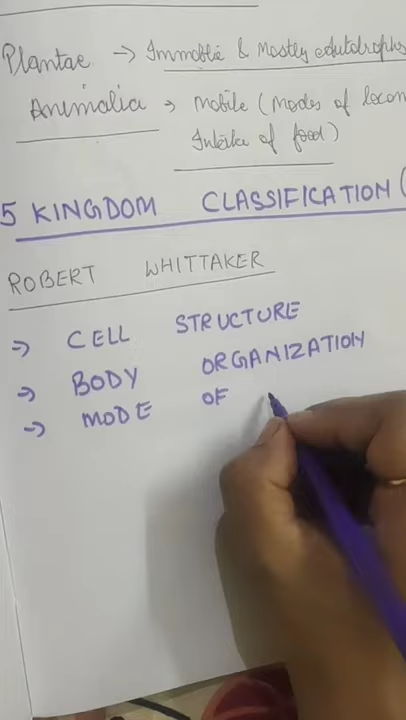 Plantae → Immobile & Mostly Autotrophs
Animalia → Mobile (Modes of locom
Intake of food)
5 KINGDOM CLASSIFICATION (
ROBERT WHITTAKER
⇒ CELL STRUCTURE
⇒ BODY ORGANIZATION
⇒ MODE OF